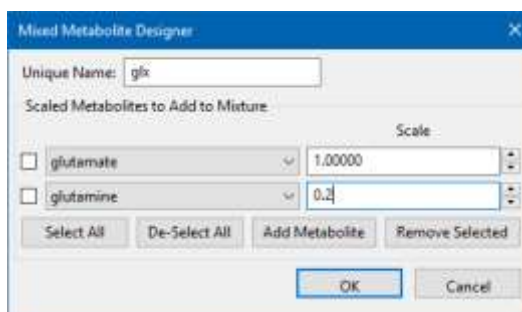 Mixed Metabolite Designer
Unique Name: glx
Scaled Metabolites to Add to Mixture
Scale
glutamate 1.00000
glutamine 0.2
Select All De-Select All Add Metabolite Remove Selected
OK Cancel